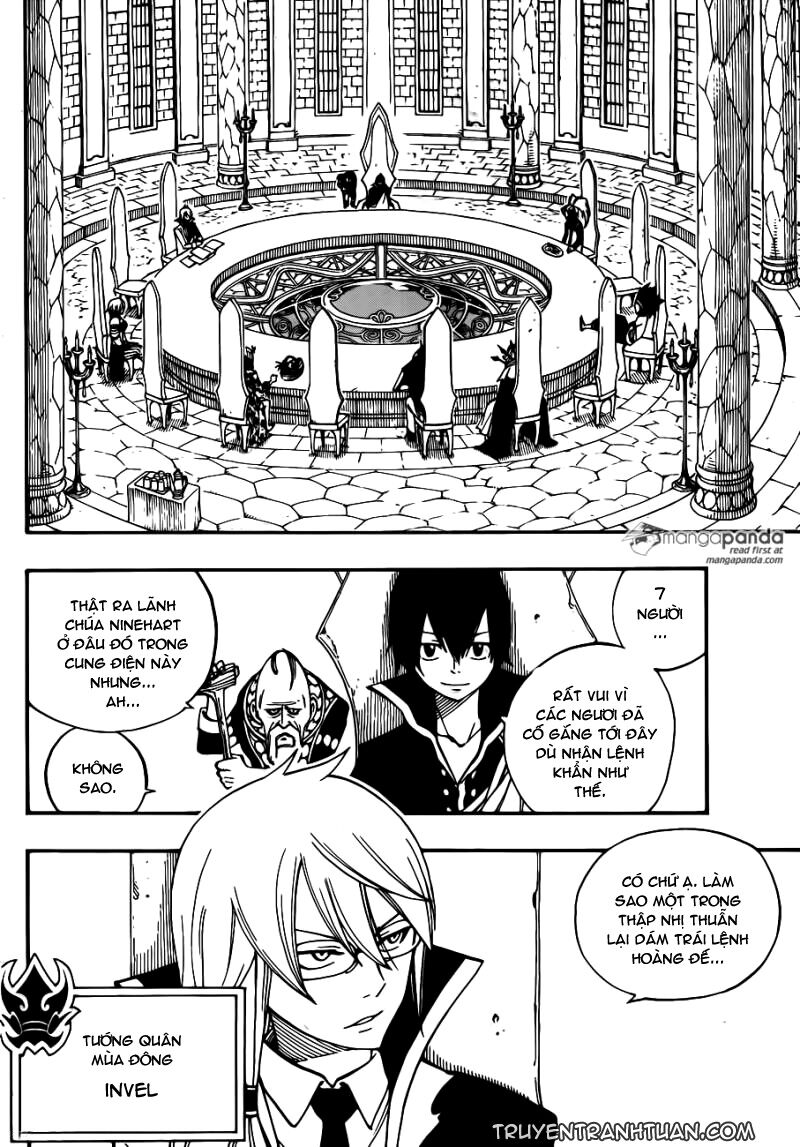 mangapanda
read first at
mangapanda.com
7
NGƯỜI
...
RẤT VUI VÌ
CÁC NGƯƠI ĐÃ
CỐ GẮNG TỚI ĐÂY
DÙ NHẬN LỆNH
KHẨN NHƯ
THẾ.
THẬT RA LÃNH
CHÚA NINEHART
Ở ĐÂU ĐÓ TRONG
CUNG ĐIỆN NÀY
NHƯNG...
AH...
KHÔNG
SAO.
CÓ CHỨ Ạ. LÀM
SAO MỘT TRONG
THẬP NHỊ THUẪN
LẠI DÁM TRÁI LỆNH
HOÀNG ĐẾ...
TƯỚNG QUÂN
MÙA ĐÔNG
INVEL
TRUYENTRANHTUAN.COM